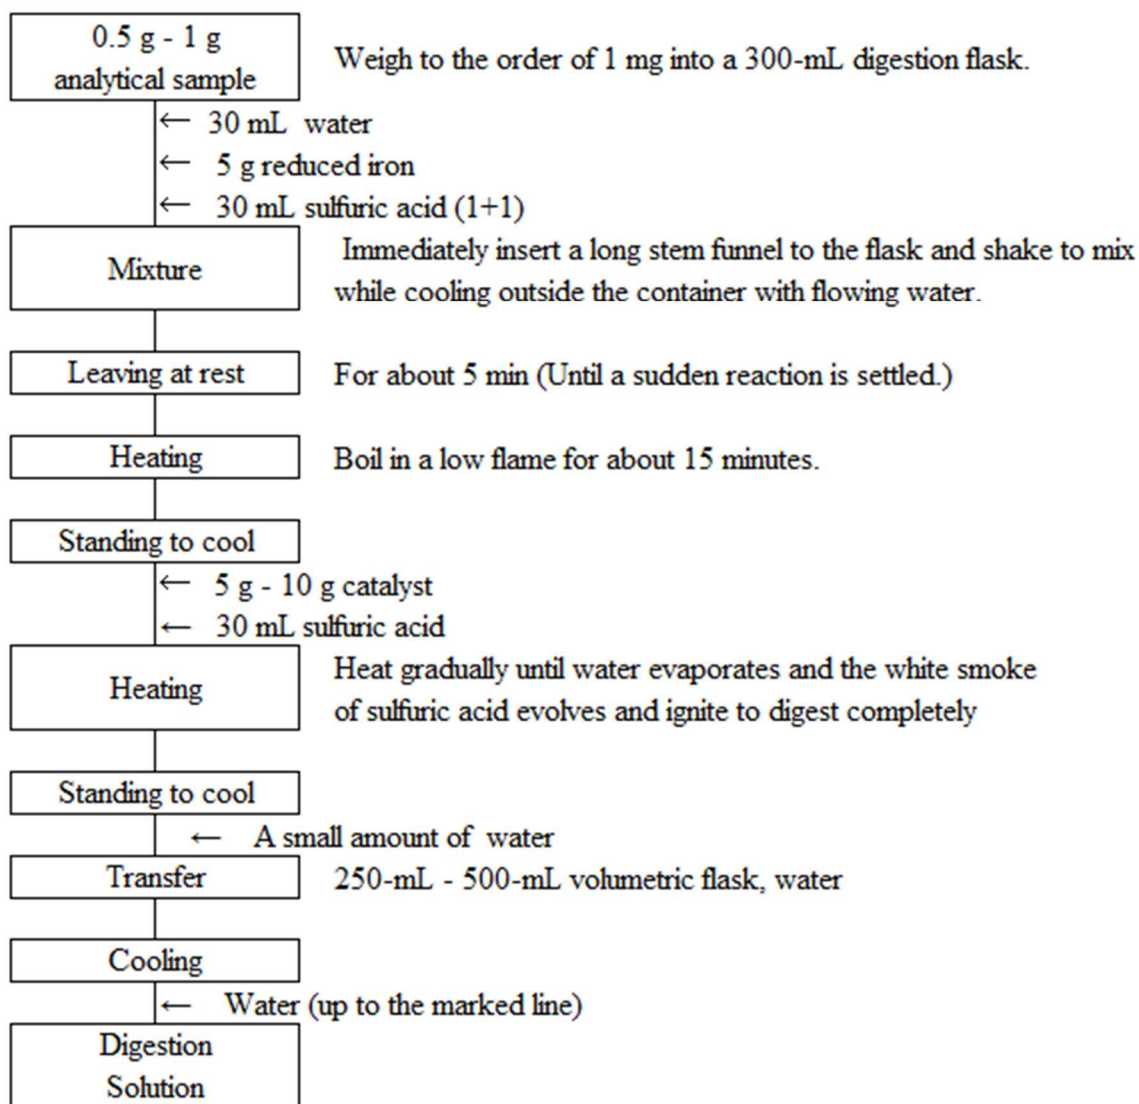 0.5 g - 1 g
analytical sample
Weigh to the order of 1 mg into a 300-mL digestion flask.
← 30 mL water
← 5 g reduced iron
← 30 mL sulfuric acid (1+1)
Mixture
Immediately insert a long stem funnel to the flask and shake to mix
while cooling outside the container with flowing water.
Leaving at rest
For about 5 min (Until a sudden reaction is settled.)
Heating
Boil in a low flame for about 15 minutes.
Standing to cool
← 5 g - 10 g catalyst
← 30 mL sulfuric acid
Heating
Heat gradually until water evaporates and the white smoke
of sulfuric acid evolves and ignite to digest completely
Standing to cool
← A small amount of water
Transfer
250-mL - 500-mL volumetric flask, water
Cooling
← Water (up to the marked line)
Digestion
Solution